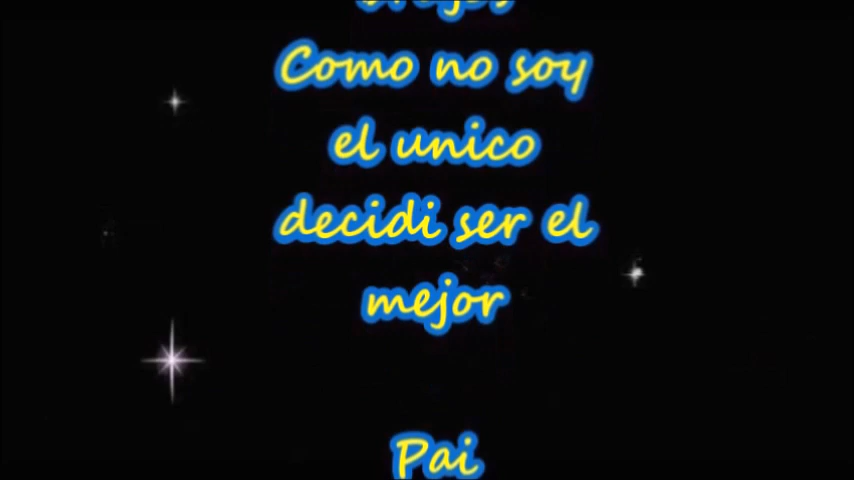 Como no soy
el unico
decidi ser el
mejor
Pai